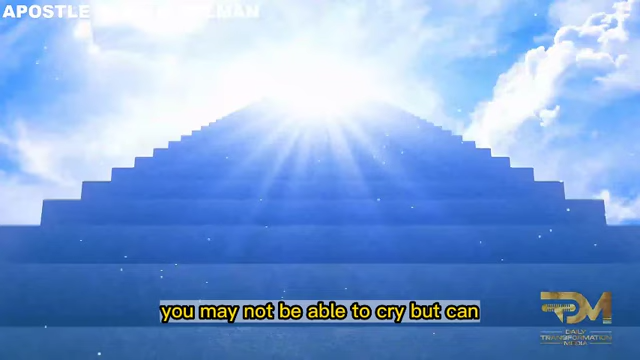 APOSTLE
you may not be able to cry but can
DAILY
TRANSFORMATION
MEDIA